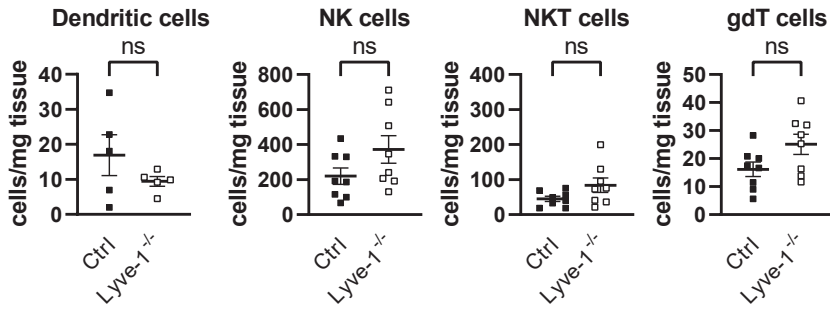 Dendritic cells
NK cells
NKT cells
gdT cells
ns
ns
ns
ns
cells/mg tissue
40
30
20
10
0
Ctrl
Lyve-1 -/-
cells/mg tissue
800
600
400
200
0
Ctrl
Lyve-1 -/-
cells/mg tissue
400
300
200
100
0
Ctrl
Lyve-1 -/-
cells/mg tissue
50
40
30
20
10
0
Ctrl
Lyve-1 -/-